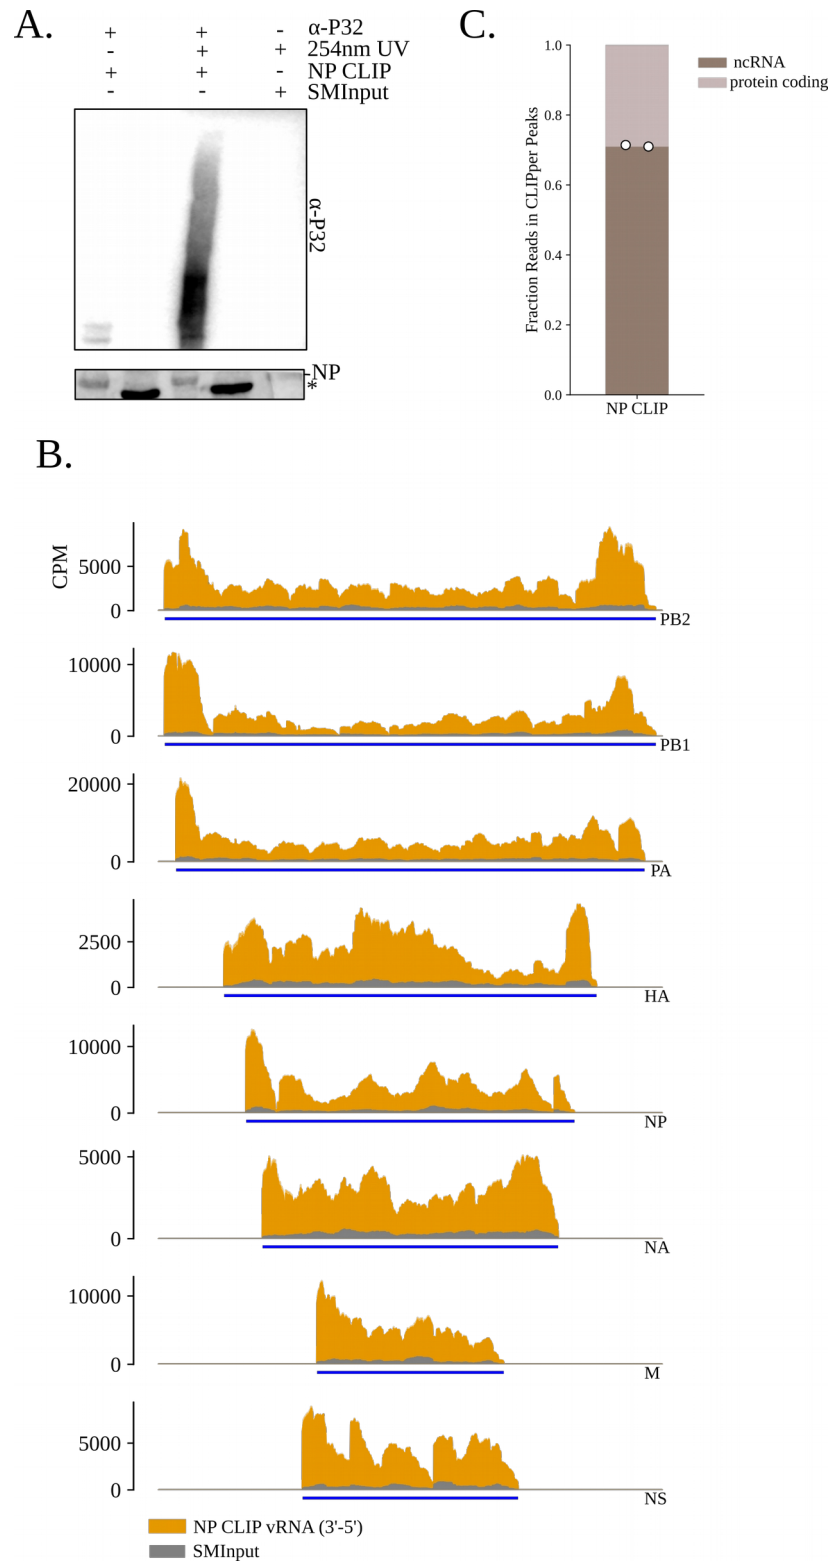 A.
+ + - α-P32
- + + 254nm UV
+ + - NP CLIP
- - + SMInput
α-P32
-NP
*
C.
1.0
0.8
0.6
0.4
0.2
0.0
Fraction Reads in CLIPper Peaks
NP CLIP
ncRNA
protein coding
B.
CPM
5000
0
PB2
10000
0
PB1
20000
0
PA
2500
0
HA
10000
0
NP
5000
0
NA
10000
0
M
5000
0
NS
NP CLIP vRNA (3'-5')
SMInput